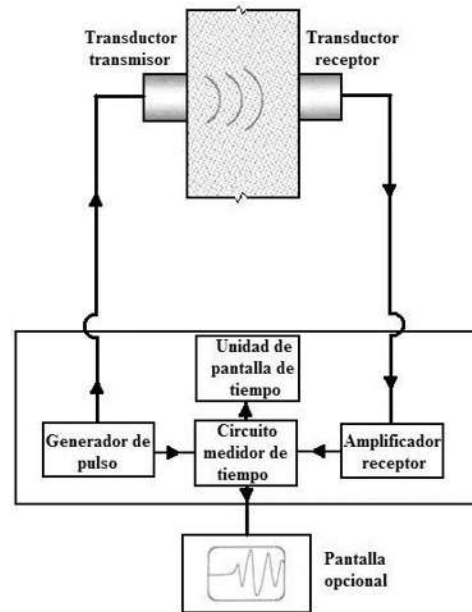 Transductor
transmisor
Transductor
receptor
Unidad de
pantalla de
tiempo
Generador de
pulso
Circuito
medidor de
tiempo
Amplificador
receptor
Pantalla
opcional